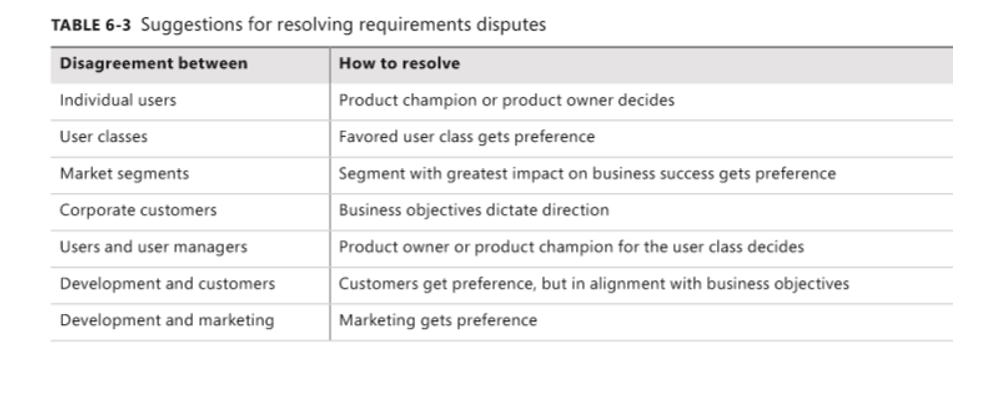 TABLE 6-3 Suggestions for resolving requirements disputes
Disagreement between How to resolve
Individual users Product champion or product owner decides
User classes Favored user class gets preference
Market segments Segment with greatest impact on business success gets preference
Corporate customers Business objectives dictate direction
Users and user managers Product owner or product champion for the user class decides
Development and customers Customers get preference, but in alignment with business objectives
Development and marketing Marketing gets preference